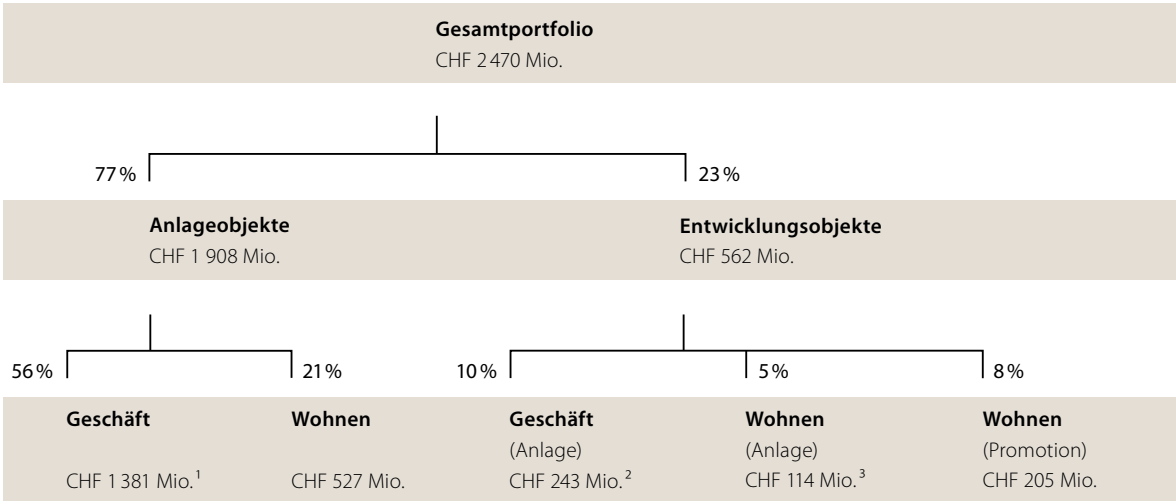 Gesamtportfolio
CHF 2 470 Mio.
77 %
23 %
Anlageobjekte
CHF 1 908 Mio.
Entwicklungsobjekte
CHF 562 Mio.
56 %
21 %
10 %
5 %
8 %
Geschäft
CHF 1 381 Mio.¹
Wohnen
CHF 527 Mio.
Geschäft
(Anlage)
CHF 243 Mio.²
Wohnen
(Anlage)
CHF 114 Mio.³
Wohnen
(Promotion)
CHF 205 Mio.